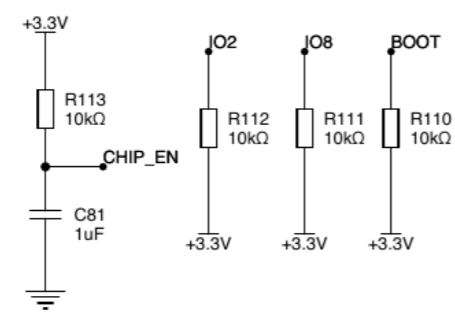 +3.3V
IO2
IO8
BOOT
R113
10kΩ
R112
10kΩ
R111
10kΩ
R110
10kΩ
CHIP_EN
C81
1uF
+3.3V
+3.3V
+3.3V